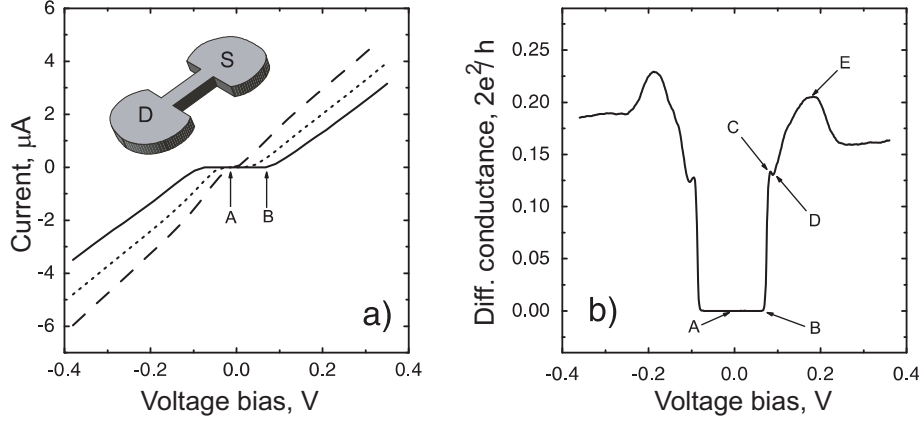 6
4
2
0
-2
-4
-6
Current, μA
S
D
A
B
a)
-0.4
-0.2
0.0
0.2
0.4
Voltage bias, V
0.25
0.20
0.15
0.10
0.05
0.00
Diff. conductance, 2e²/h
E
C
D
A
B
b)
-0.4
-0.2
0.0
0.2
0.4
Voltage bias, V